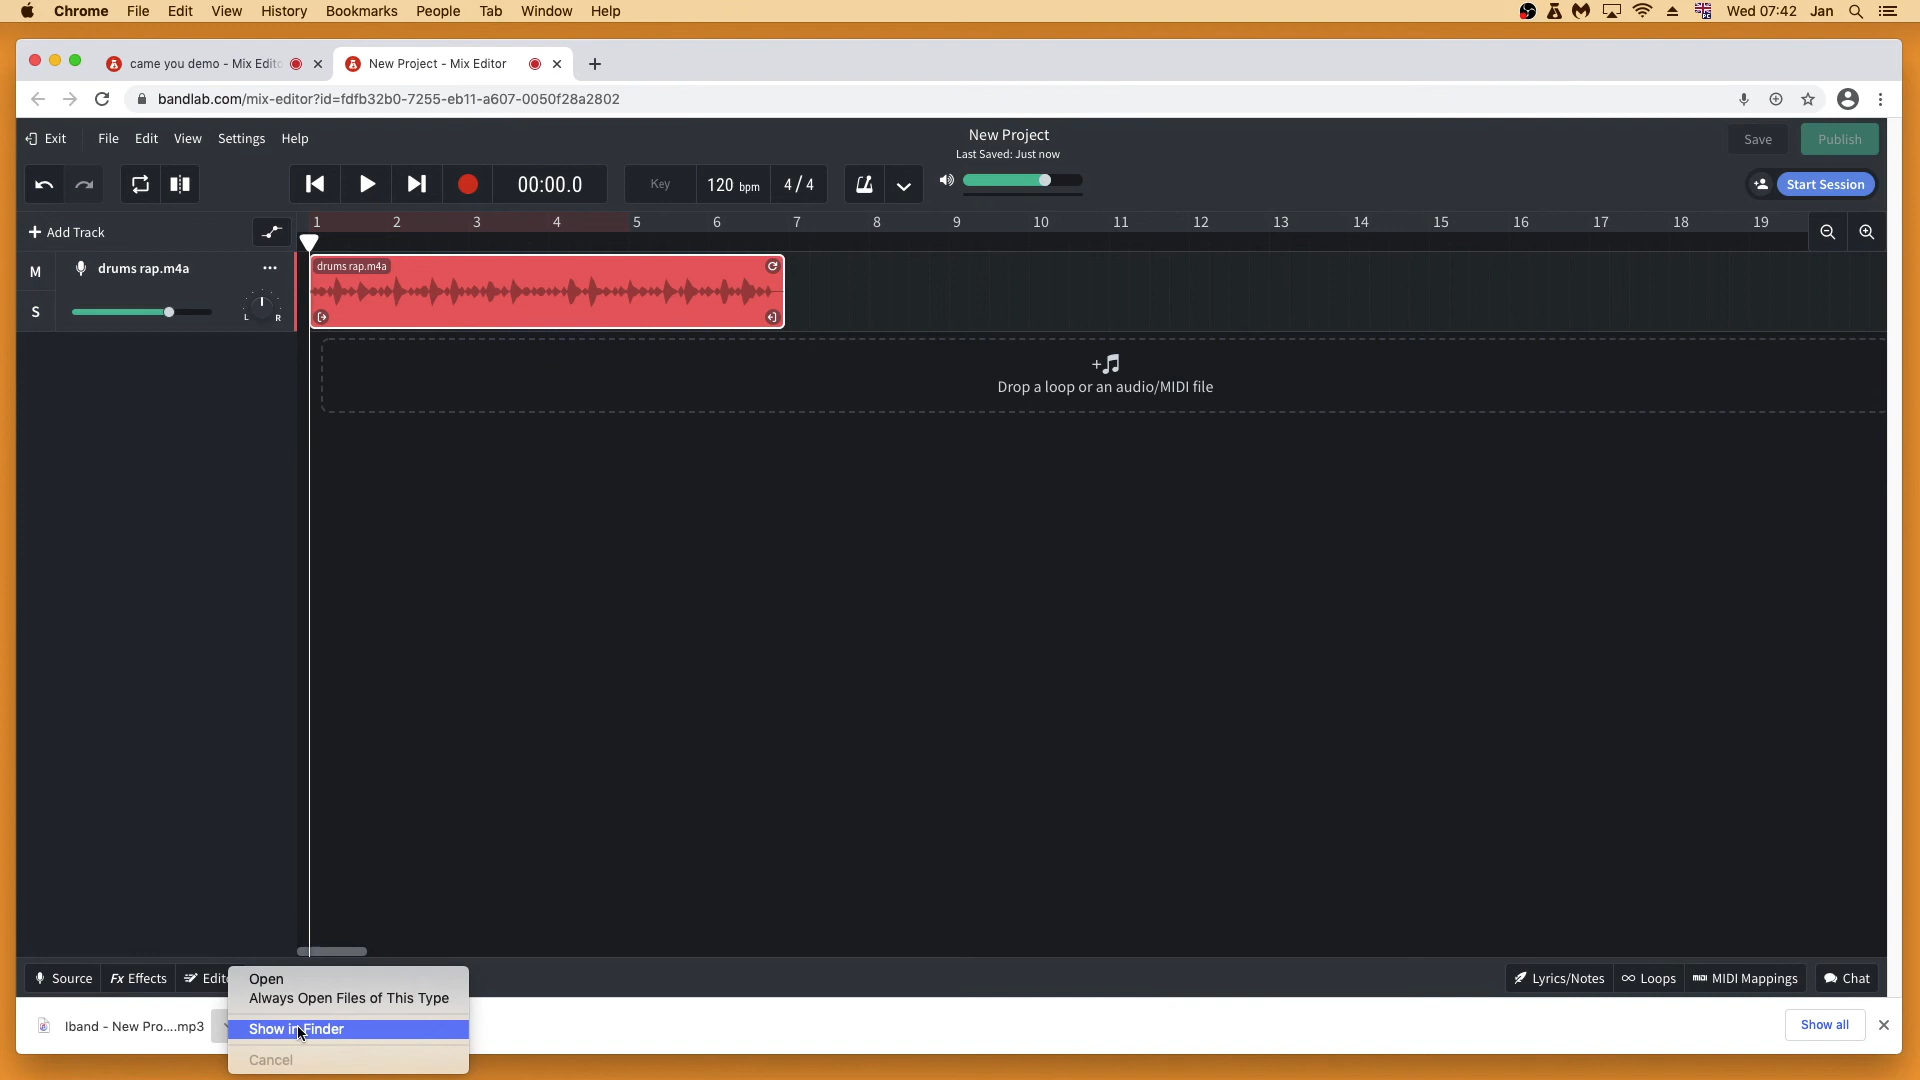 Chrome File Edit View History Bookmarks People Tab Window Help
Wed 07:42 Jan
came you demo - Mix Edito
New Project - Mix Editor
bandlab.com/mix-editor?id=fdfb32b0-7255-eb11-a607-0050f28a2802
Exit File Edit View Settings Help
New Project
Last Saved: Just now
Save Publish
00:00.0
Key 120 bpm 4/4
Start Session
+ Add Track
1 2 3 4 5 6 7 8 9 10 11 12 13 14 15 16 17 18 19
M
drums rap.m4a
S
L R
drums rap.m4a
+
Drop a loop or an audio/MIDI file
Source Fx Effects Edito
Lyrics/Notes Loops MIDI Mappings Chat
Open
Always Open Files of This Type
Show in Finder
Cancel
Iband - New Pro....mp3
Show all